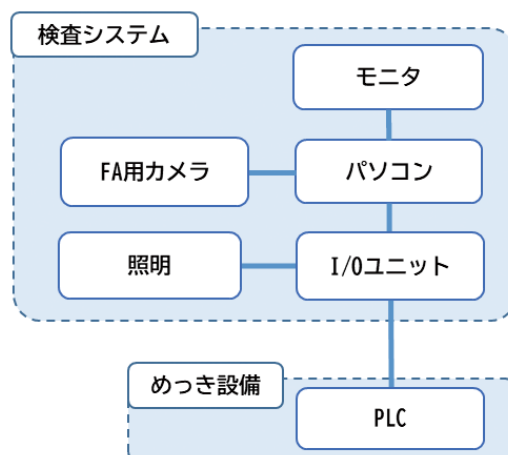 検査システム
モニタ
FA用カメラ
パソコン
照明
I/Oユニット
めっき設備
PLC